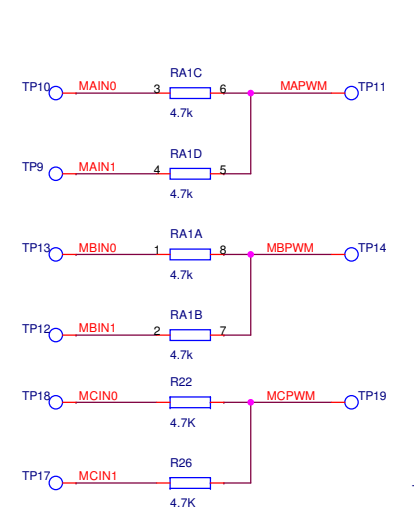 RA1C
TP10 MAIN0 3 6 MAPWM TP11
4.7k
RA1D
TP9 MAIN1 4 5
4.7k
RA1A
TP13 MBIN0 1 8 MBPWM TP14
4.7k
RA1B
TP12 MBIN1 2 7
4.7k
R22
TP18 MCIN0 MCPWM TP19
4.7K
R26
TP17 MCIN1
4.7K